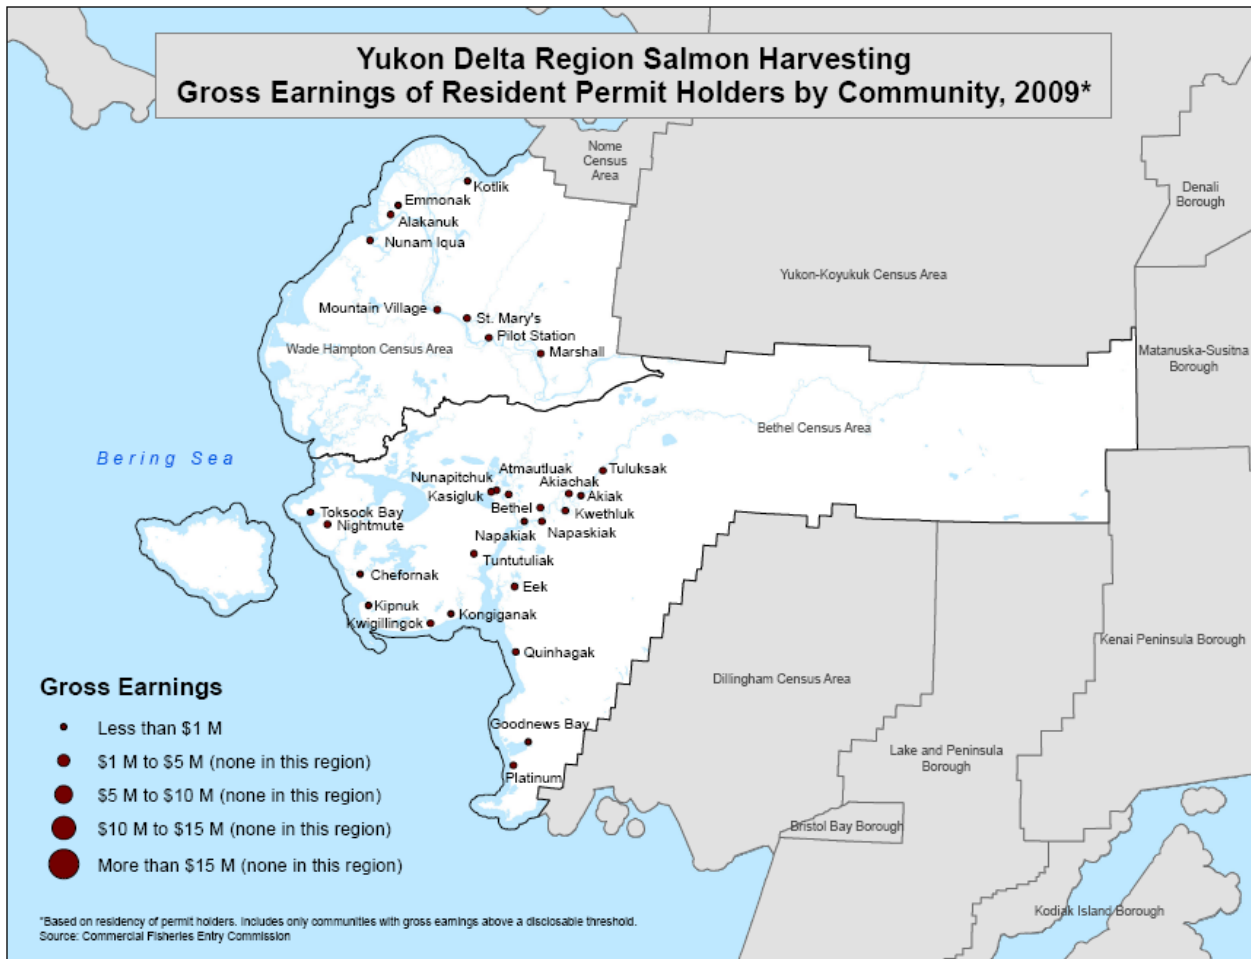 Yukon Delta Region Salmon Harvesting
Gross Earnings of Resident Permit Holders by Community, 2009*
Nome
Census
Area
Denali
Borough
Kotlik
Emmonak
Alakanuk
Nunam Iqua
Yukon-Koyukuk Census Area
Mountain Village
St. Mary's
Pilot Station
Wade Hampton Census Area
Marshall
Matanuska-Susitna
Borough
Bethel Census Area
Bering Sea
Atmautluak
Tuluksak
Nunapitchuk
Akiachak
Kasigluk
Akiak
Bethel
Kwethluk
Toksook Bay
Nightmute
Napakiak
Napaskiak
Tuntutuliak
Chefornak
Eek
Kipnuk
Kongiganak
Kwigillingok
Kenai Peninsula Borough
Quinhagak
Dillingham Census Area
Gross Earnings
Less than $1 M
$1 M to $5 M (none in this region)
$5 M to $10 M (none in this region)
$10 M to $15 M (none in this region)
More than $15 M (none in this region)
Goodnews Bay
Platinum
Lake and Peninsula
Borough
Bristol Bay Borough
Kodiak Island Borough
*Based on residency of permit holders. Includes only communities with gross earnings above a disclosable threshold.
Source: Commercial Fisheries Entry Commission